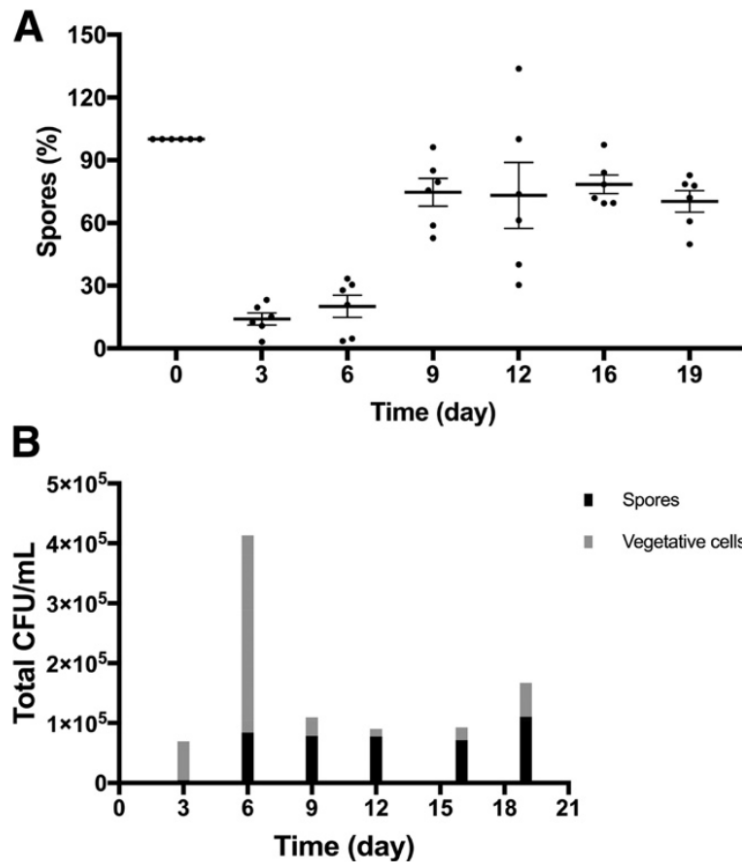 A
150
120
90
60
30
0
Spores (%)
0 3 6 9 12 16 19
Time (day)
B
5×10⁵
4×10⁵
3×10⁵
2×10⁵
1×10⁵
0
Total CFU/mL
Spores
Vegetative cells
0 3 6 9 12 15 18 21
Time (day)